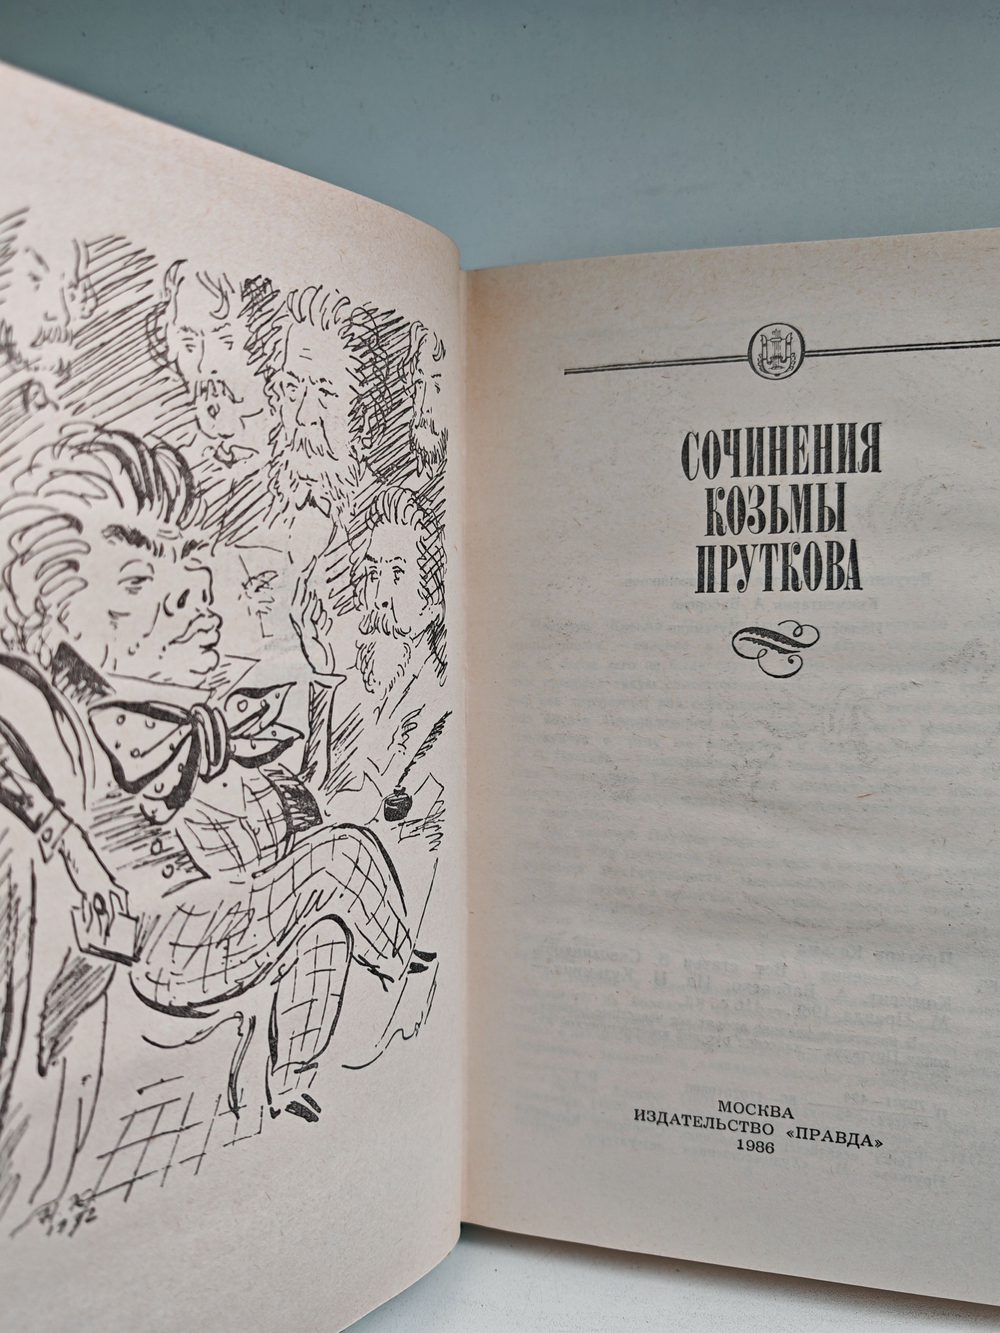 СОЧИНЕНИЯ
КОЗЬМЫ
ПРУТКОВА
МОСКВА
ИЗДАТЕЛЬСТВО «ПРАВДА»
1986